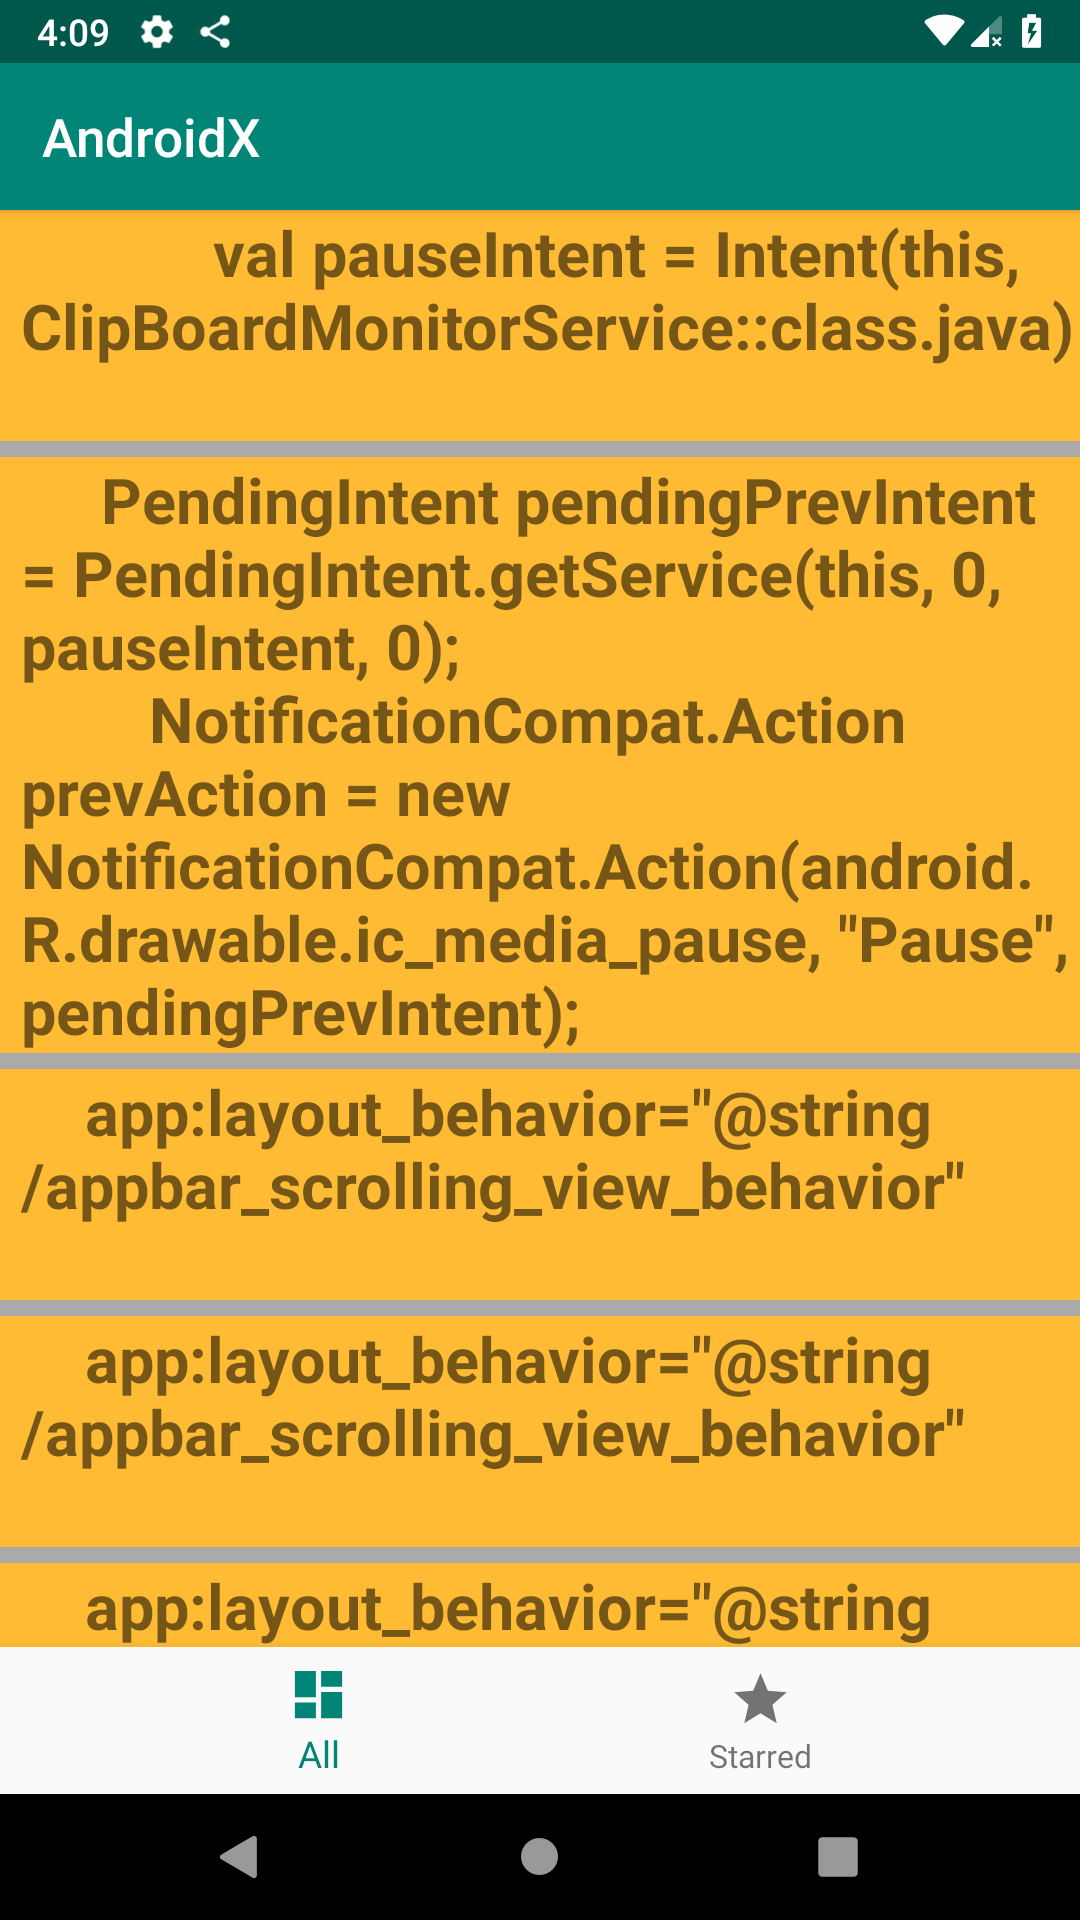 4:09
AndroidX
val pauseIntent = Intent(this,
ClipBoardMonitorService::class.java)
PendingIntent pendingPrevIntent
= PendingIntent.getService(this, 0,
pauseIntent, 0);
NotificationCompat.Action
prevAction = new
NotificationCompat.Action(android.
R.drawable.ic_media_pause, "Pause",
pendingPrevIntent);
app:layout_behavior="@string
/appbar_scrolling_view_behavior"
app:layout_behavior="@string
/appbar_scrolling_view_behavior"
app:layout_behavior="@string
All
Starred